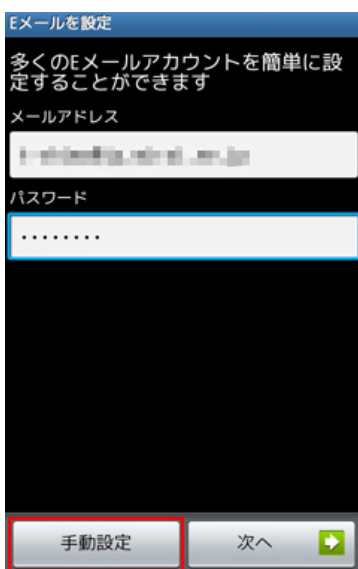 Eメールを設定
多くのEメールアカウントを簡単に設
定することができます
メールアドレス
パスワード
........
手動設定
次へ